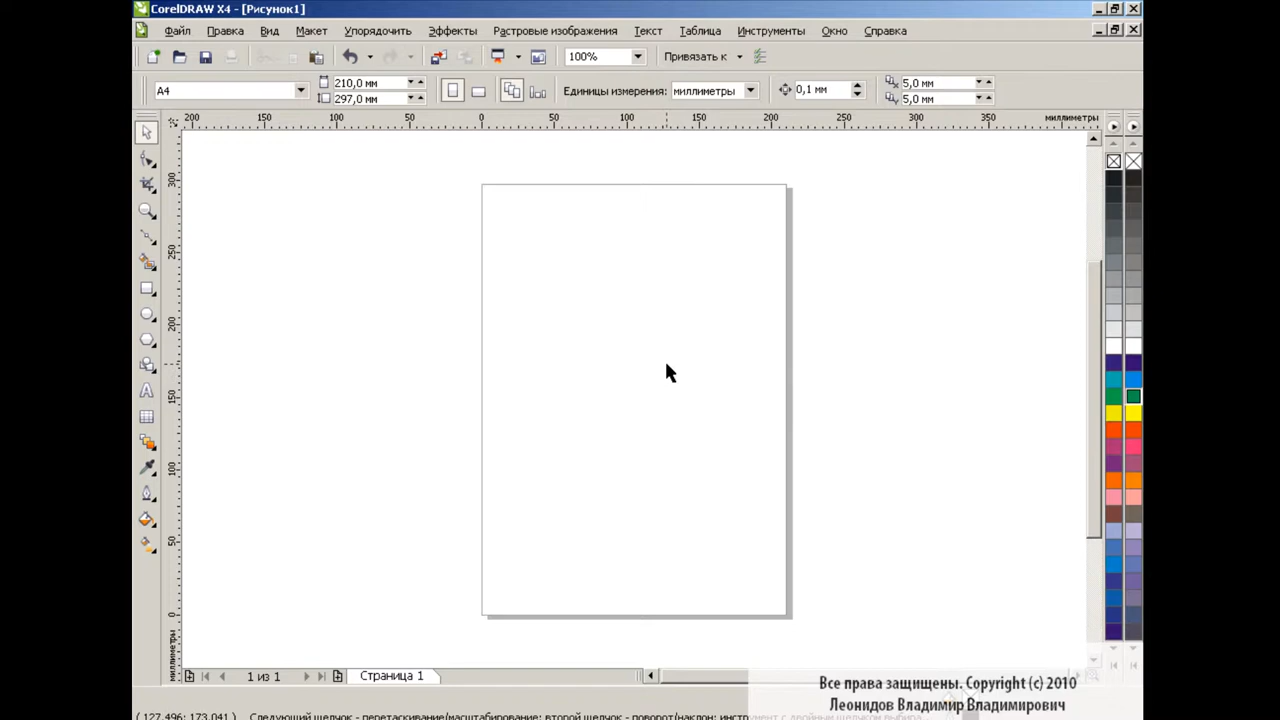 CorelDRAW X4 - [Рисунок1]
Файл Правка Вид Макет Упорядочить Эффекты Растровые изображения Текст Таблица Инструменты Окно Справка
100% Привязать к
A4 210,0 мм 297,0 мм Единицы измерения: миллиметры 0,1 мм 5,0 мм 5,0 мм
200 150 100 50 0 50 100 150 200 250 300 350 миллиметры
300
250
200
150
100
50
0
миллиметры
1 из 1 Страница 1
Все права защищены. Copyright (c) 2010
Леонидов Владимир Владимирович
(127,496; 173,041) Следующий щелчок - перетаскивание/масштабирование; второй щелчок - поворот/наклон; инструмент с двойным щелчком выбира...